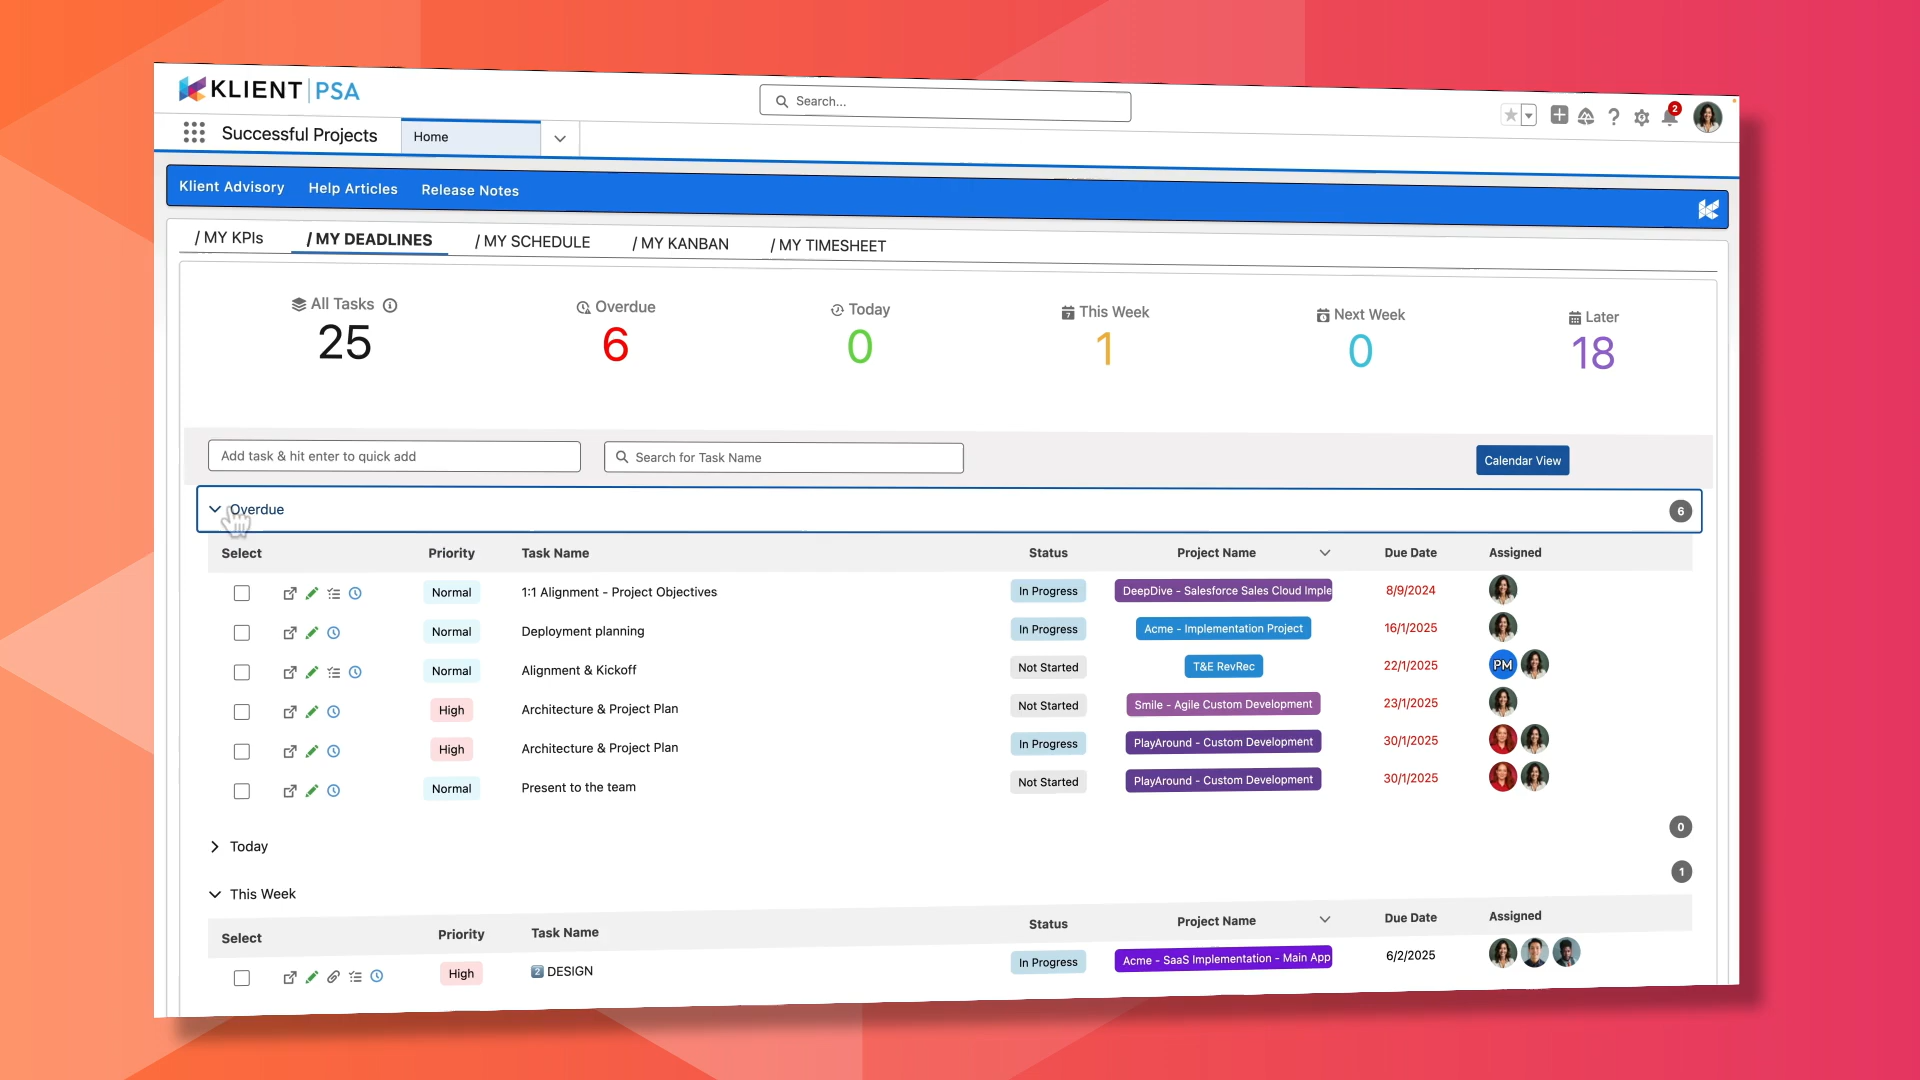 KLIENT PSA
Search...
2
Successful Projects Home
Klient Advisory Help Articles Release Notes
/ MY KPIs / MY DEADLINES / MY SCHEDULE / MY KANBAN / MY TIMESHEET
All Tasks Overdue Today This Week Next Week Later
25 6 0 1 0 18
Add task & hit enter to quick add Search for Task Name Calendar View
Overdue 6
Select Priority Task Name Status Project Name Due Date Assigned
Normal 1:1 Alignment - Project Objectives In Progress DeepDive - Salesforce Sales Cloud Imple 8/9/2024
Normal Deployment planning In Progress Acme - Implementation Project 16/1/2025
Normal Alignment & Kickoff Not Started T&E RevRec 22/1/2025 PM
High Architecture & Project Plan Not Started Smile - Agile Custom Development 23/1/2025
High Architecture & Project Plan In Progress PlayAround - Custom Development 30/1/2025
Normal Present to the team Not Started PlayAround - Custom Development 30/1/2025
Today 0
This Week 1
Select Priority Task Name Status Project Name Due Date Assigned
High 2 DESIGN In Progress Acme - SaaS Implementation - Main App 6/2/2025